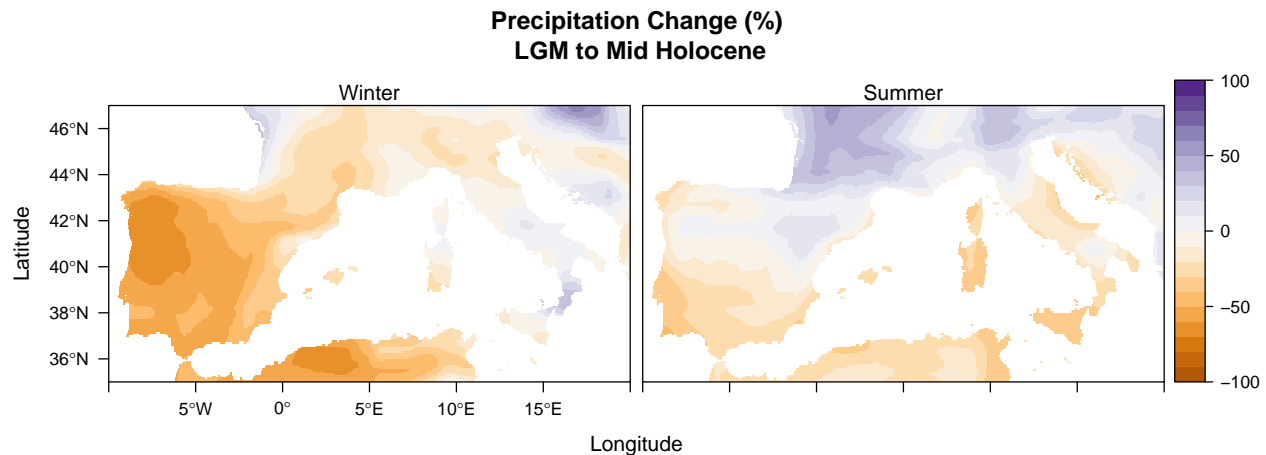 Precipitation Change (%)
LGM to Mid Holocene
Winter
Summer
46°N
44°N
42°N
40°N
38°N
36°N
Latitude
5°W
0°
5°E
10°E
15°E
Longitude
100
50
0
−50
−100